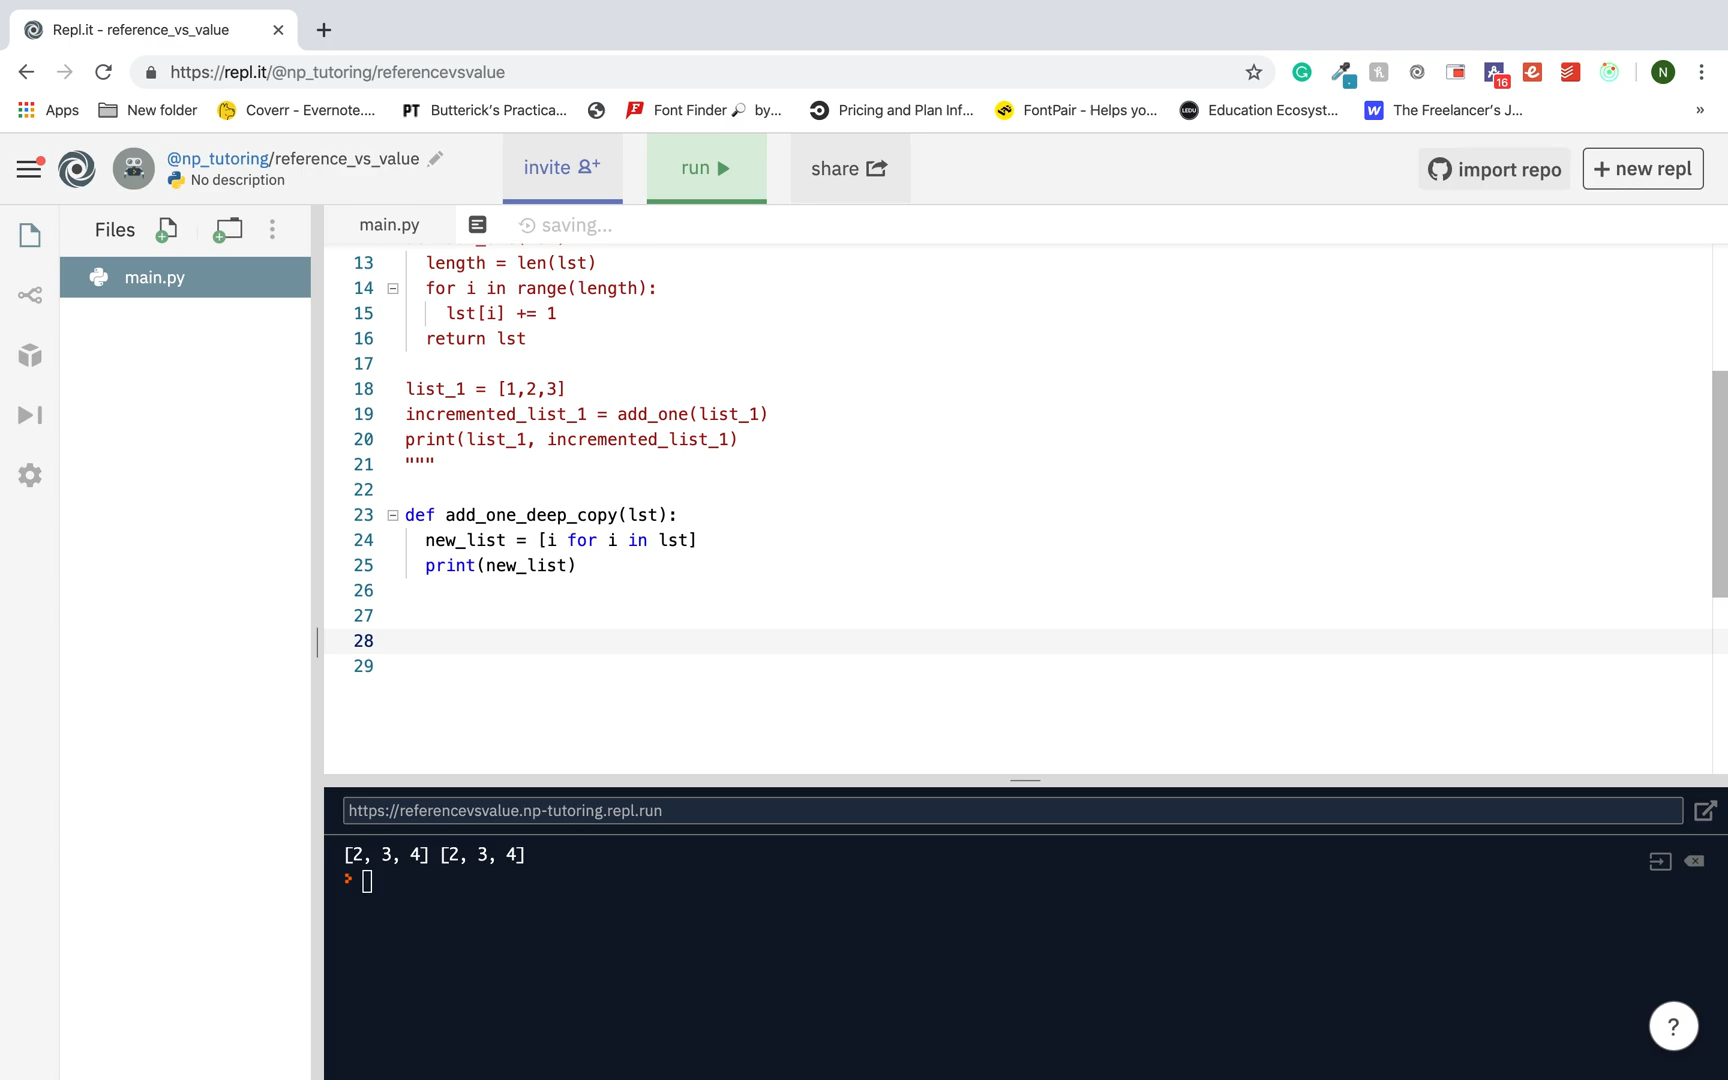 Repl.it - reference_vs_value
https://repl.it/@np_tutoring/referencevsvalue
16
N
Apps
New folder
Coverr - Evernote....
PT Butterick's Practica...
Font Finder 🔎 by...
Pricing and Plan Inf...
FontPair - Helps yo...
LEDU Education Ecosyst...
W The Freelancer's J...
»
@np_tutoring/reference_vs_value
No description
invite
run
share
import repo
+ new repl
Files
main.py
main.py
saving...
13 length = len(lst)
14 for i in range(length):
15 lst[i] += 1
16 return lst
17
18 list_1 = [1,2,3]
19 incremented_list_1 = add_one(list_1)
20 print(list_1, incremented_list_1)
21 """
22
23 def add_one_deep_copy(lst):
24 new_list = [i for i in lst]
25 print(new_list)
26
27
28
29
https://referencevsvalue.np-tutoring.repl.run
[2, 3, 4] [2, 3, 4]
?